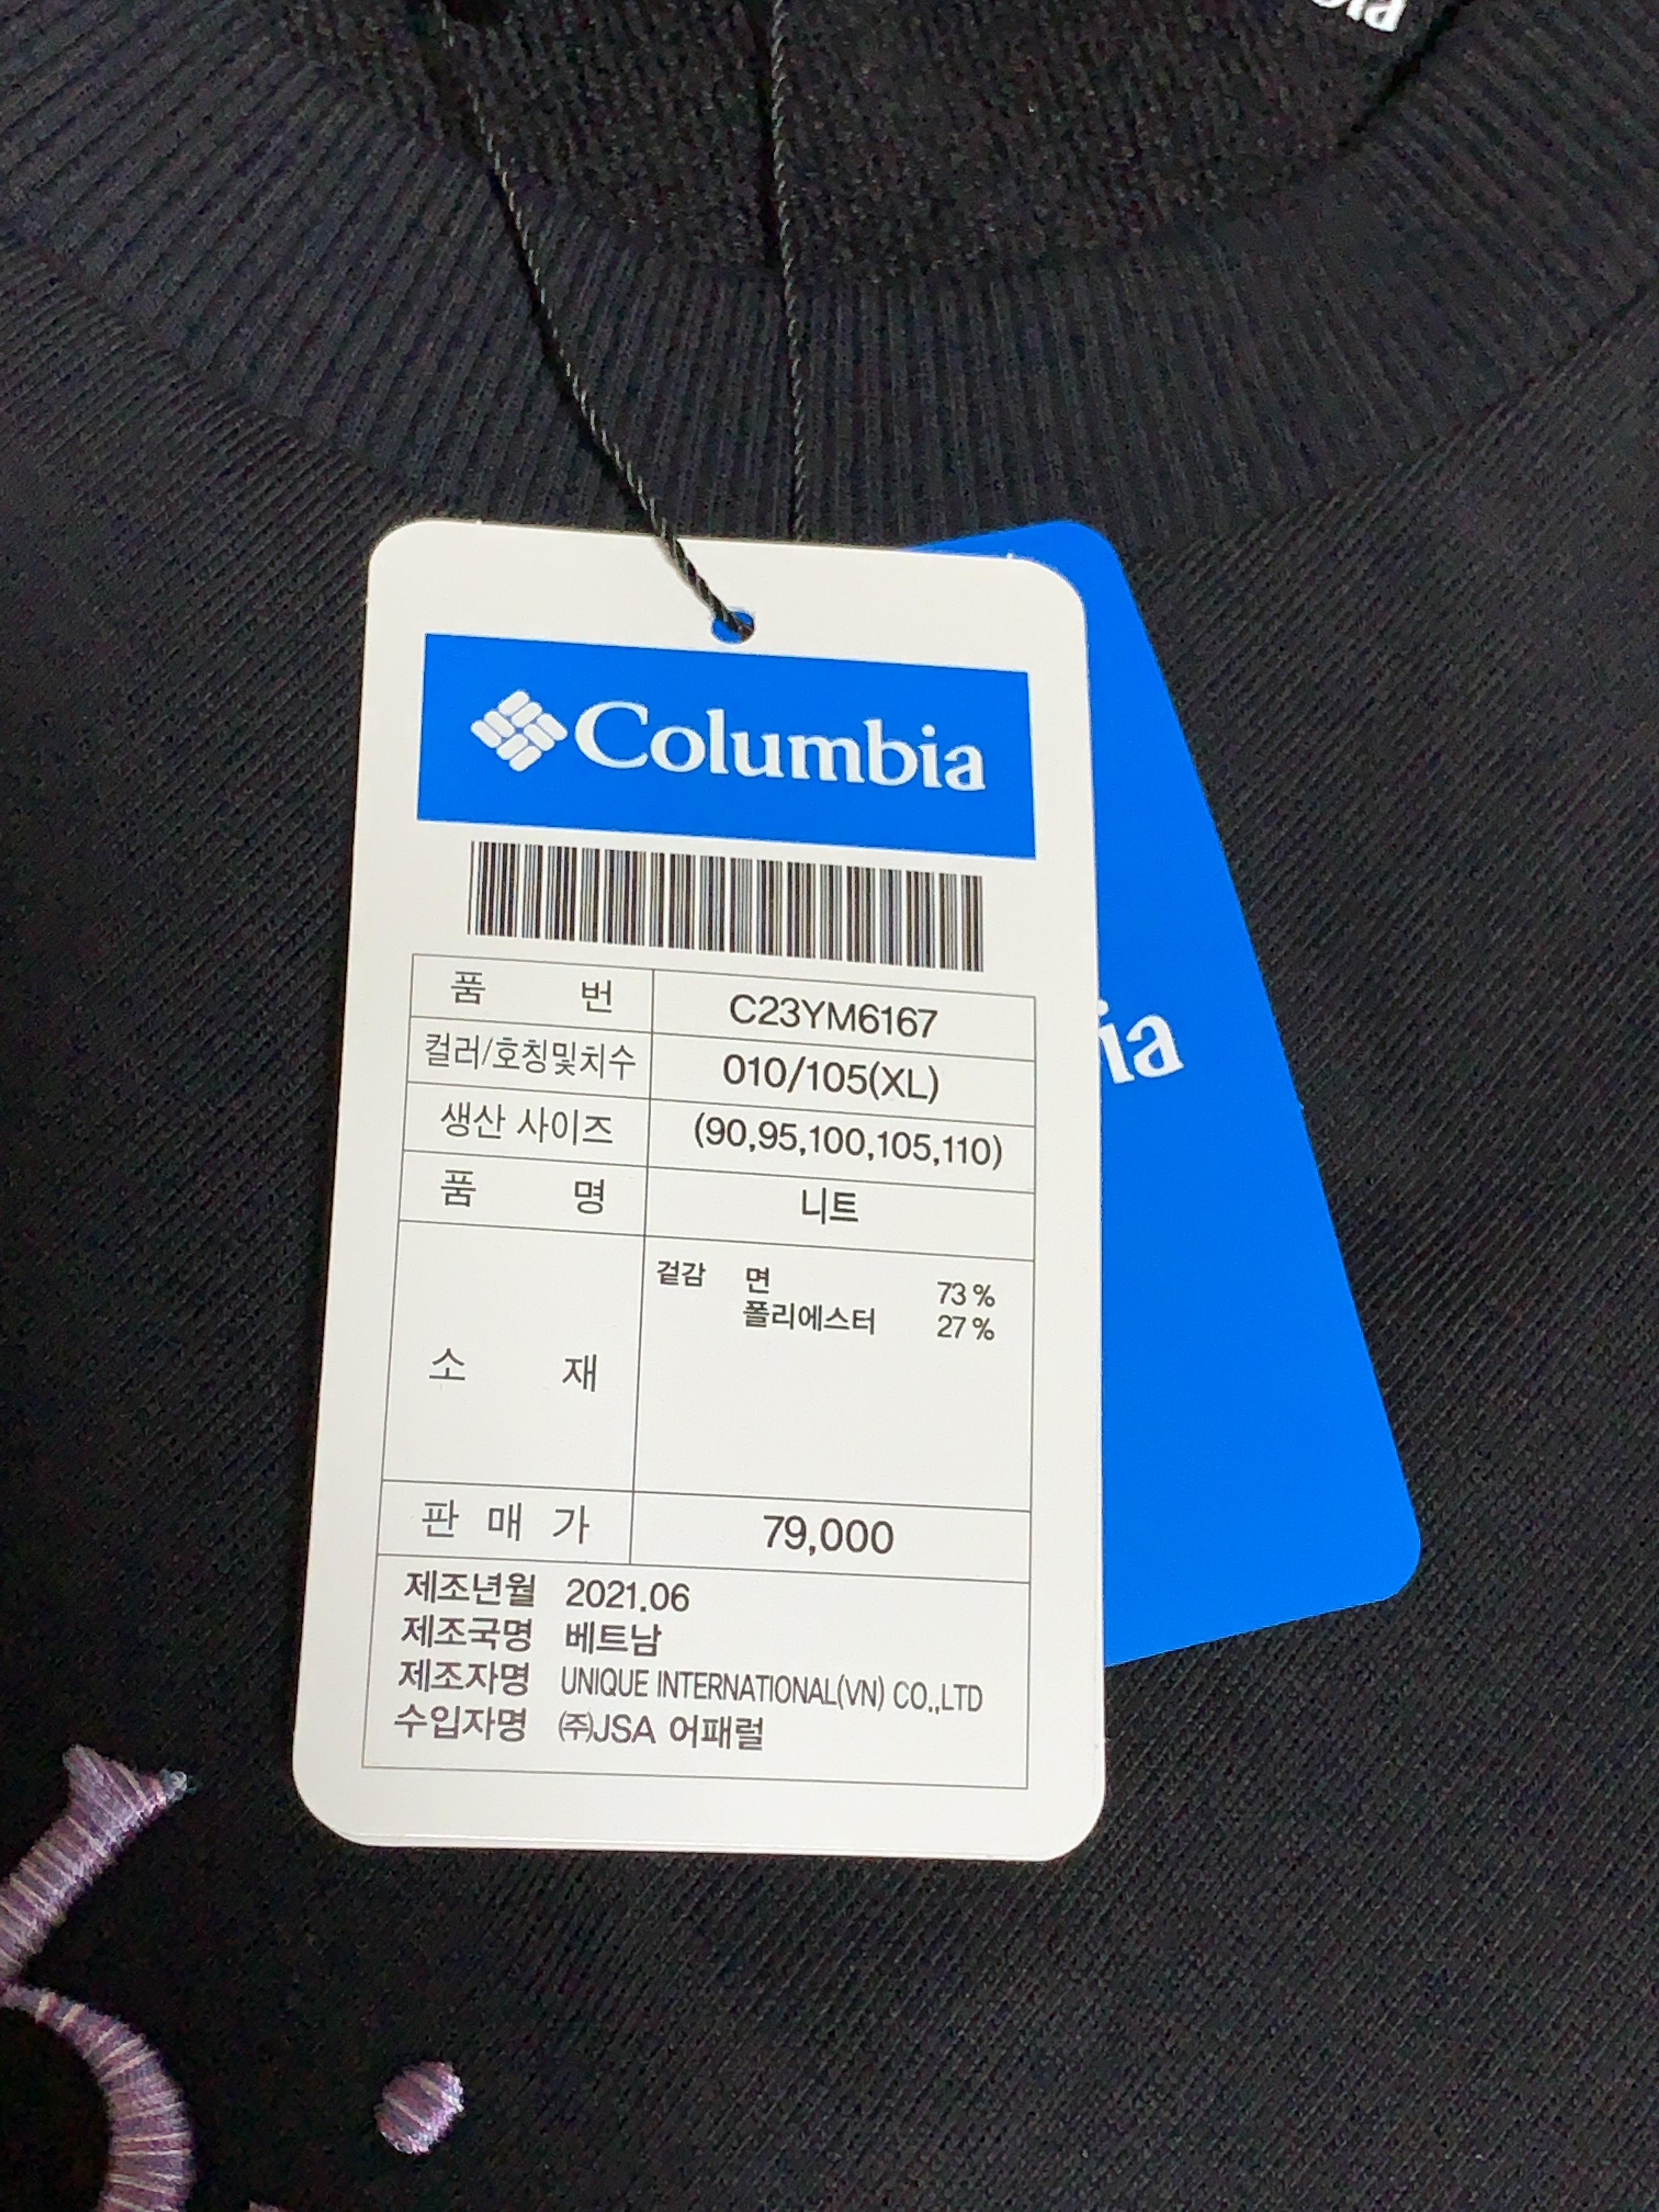 Columbia
품 번 C23YM6167
컬러/호칭및치수 010/105(XL)
생산 사이즈 (90,95,100,105,110)
품 명 니트
겉감 면 73 %
폴리에스터 27 %
소 재
판 매 가 79,000
제조년월 2021.06
제조국명 베트남
제조자명 UNIQUE INTERNATIONAL(VN) CO.,LTD
수입자명 ㈜JSA 어패럴
ia